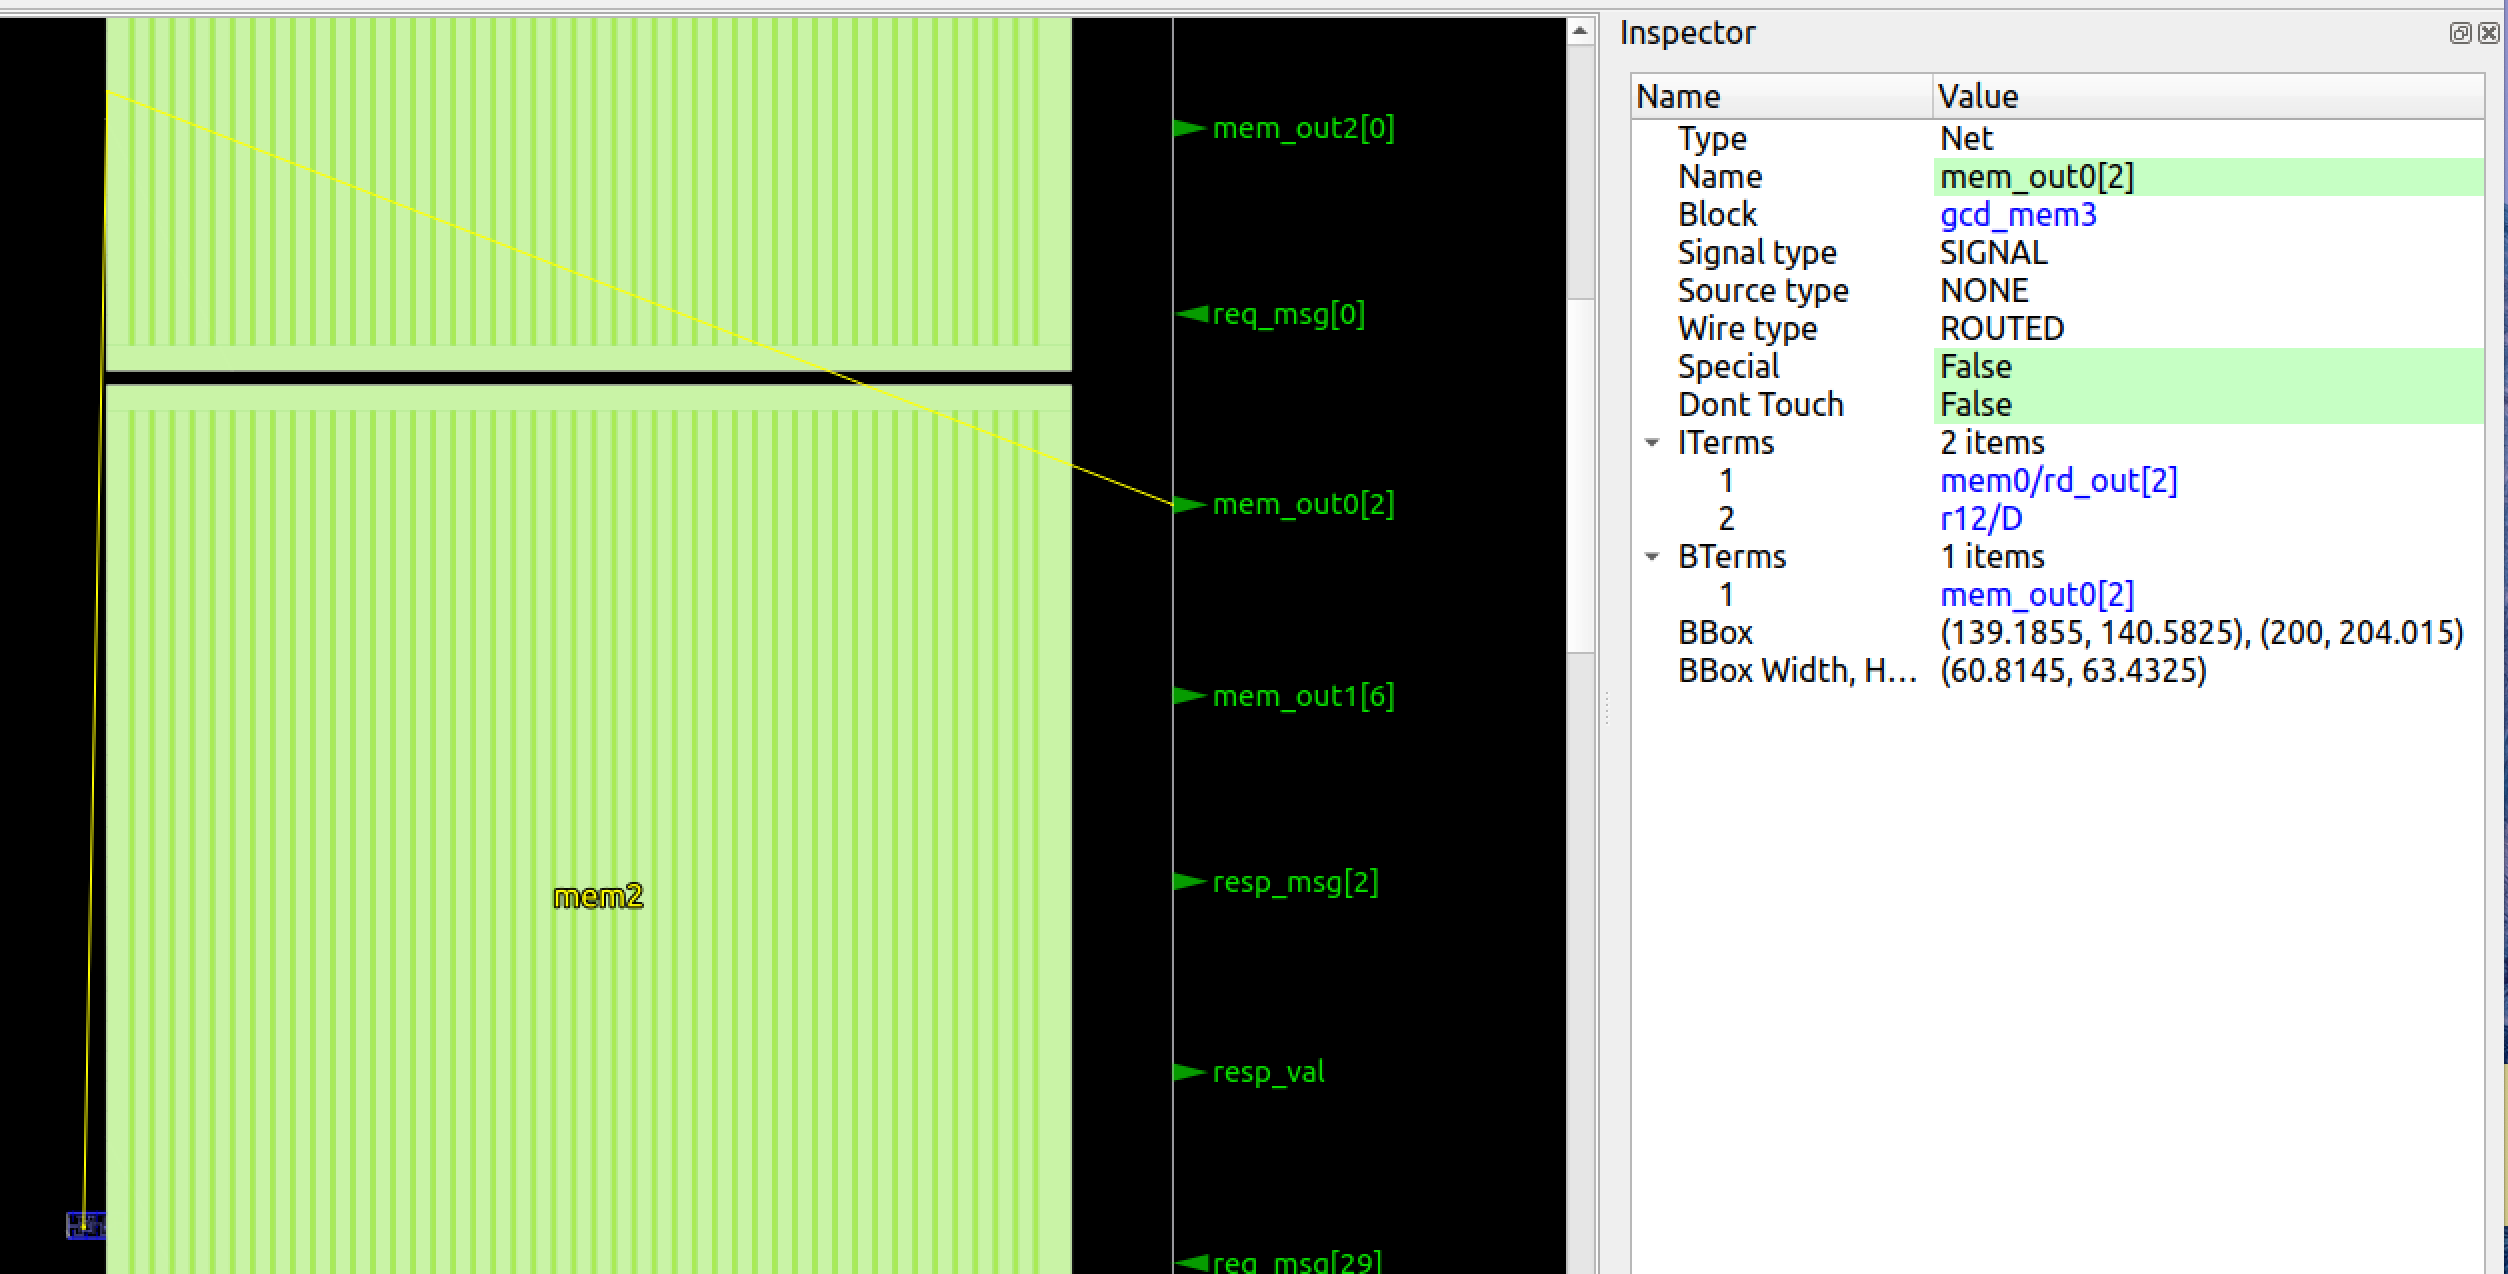 mem_out2[0]
req_msg[0]
mem_out0[2]
mem_out1[6]
resp_msg[2]
mem2
resp_val
req_msg[29]
Inspector
Name Value
Type Net
Name mem_out0[2]
Block gcd_mem3
Signal type SIGNAL
Source type NONE
Wire type ROUTED
Special False
Dont Touch False
ITerms 2 items
1 mem0/rd_out[2]
2 r12/D
BTerms 1 items
1 mem_out0[2]
BBox (139.1855, 140.5825), (200, 204.015)
BBox Width, H... (60.8145, 63.4325)